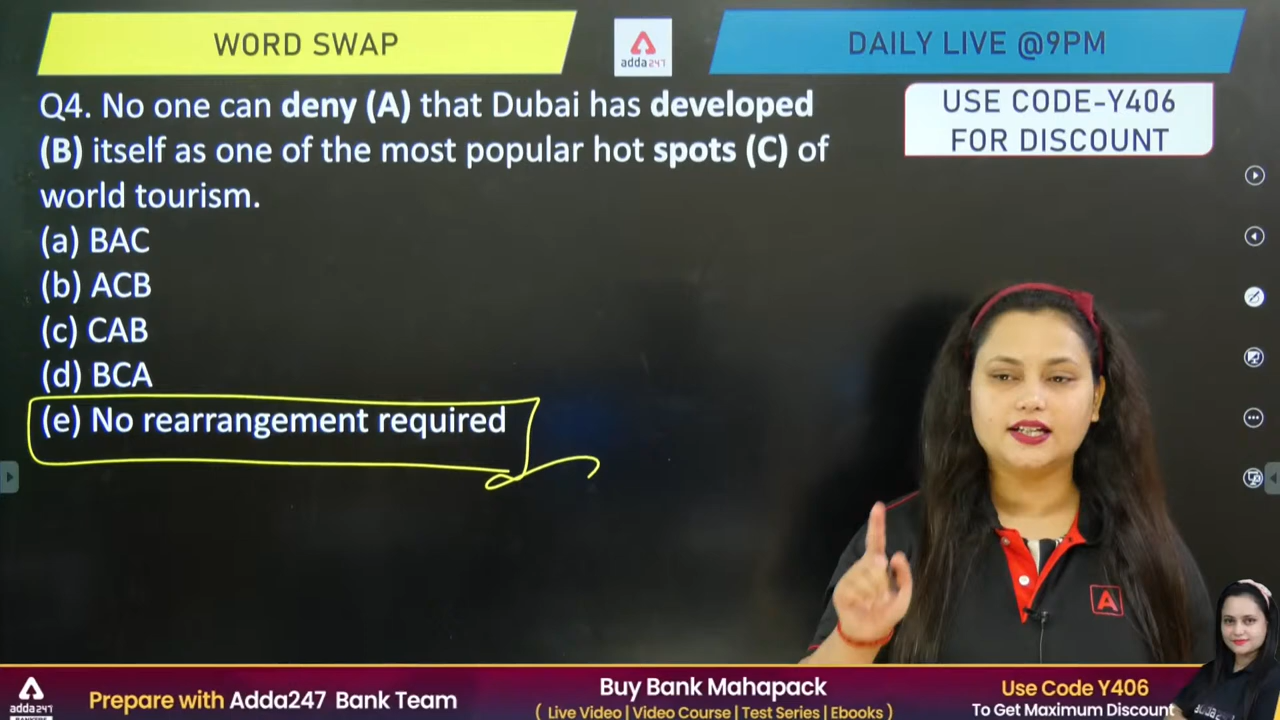 WORD SWAP
adda247
DAILY LIVE @9PM
Q4. No one can deny (A) that Dubai has developed
(B) itself as one of the most popular hot spots (C) of
world tourism.
(a) BAC
(b) ACB
(c) CAB
(d) BCA
(e) No rearrangement required
USE CODE-Y406
FOR DISCOUNT
A
adda247
BANKERS
Prepare with Adda247 Bank Team
Buy Bank Mahapack
( Live Video | Video Course | Test Series | Ebooks )
Use Code Y406
To Get Maximum Discount